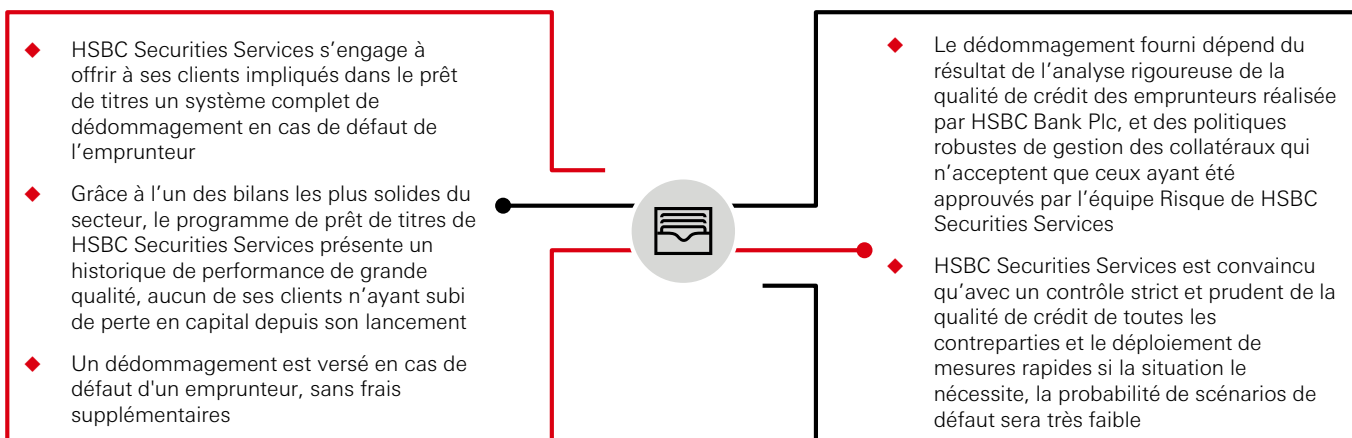 HSBC Securities Services s’engage à
offrir à ses clients impliqués dans le prêt
de titres un système complet de
dédommagement en cas de défaut de
l’emprunteur
Grâce à l’un des bilans les plus solides du
secteur, le programme de prêt de titres de
HSBC Securities Services présente un
historique de performance de grande
qualité, aucun de ses clients n’ayant subi
de perte en capital depuis son lancement
Un dédommagement est versé en cas de
défaut d'un emprunteur, sans frais
supplémentaires
Le dédommagement fourni dépend du
résultat de l’analyse rigoureuse de la
qualité de crédit des emprunteurs réalisée
par HSBC Bank Plc, et des politiques
robustes de gestion des collatéraux qui
n’acceptent que ceux ayant été
approuvés par l’équipe Risque de HSBC
Securities Services
HSBC Securities Services est convaincu
qu’avec un contrôle strict et prudent de la
qualité de crédit de toutes les
contreparties et le déploiement de
mesures rapides si la situation le
nécessite, la probabilité de scénarios de
défaut sera très faible